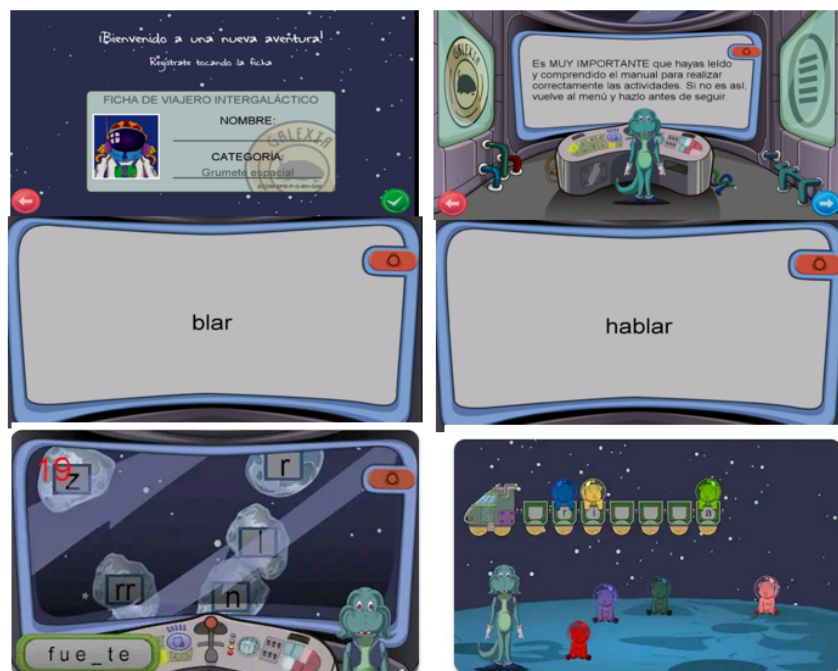 ¡Bienvenido a una nueva aventura!
Regístrate tocando la ficha
FICHA DE VIAJERO INTERGALÁCTICO
NOMBRE:
CATEGORÍA:
Grumete espacial
GALEXIA
GALEXIA
Es MUY IMPORTANTE que hayas leído
y comprendido el manual para realizar
correctamente las actividades. Si no es así,
vuelve al menú y hazlo antes de seguir.
blar
hablar
19
z
r
l
rr
n
fue_te
r i a